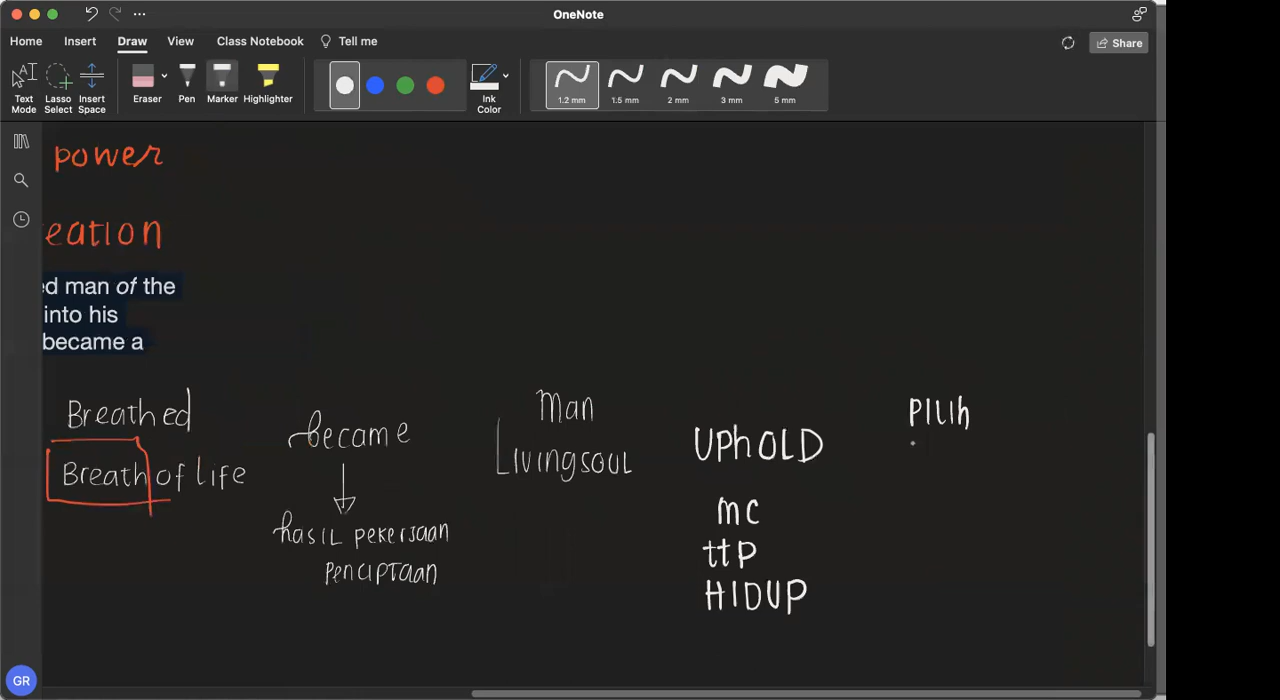 OneNote
Home Insert Draw View Class Notebook Tell me
Share
Text Mode
Lasso Select
Insert Space
Eraser
Pen
Marker
Highlighter
Ink Color
1.2 mm
1.5 mm
2 mm
3 mm
5 mm
power
eation
ed man of the
into his
became a
Breathed
Breath of life
became
hasil pekerjaan
penciptaan
Man
Livingsoul
UPhOLD
mc
ttp
HIDUP
PILIh
GR